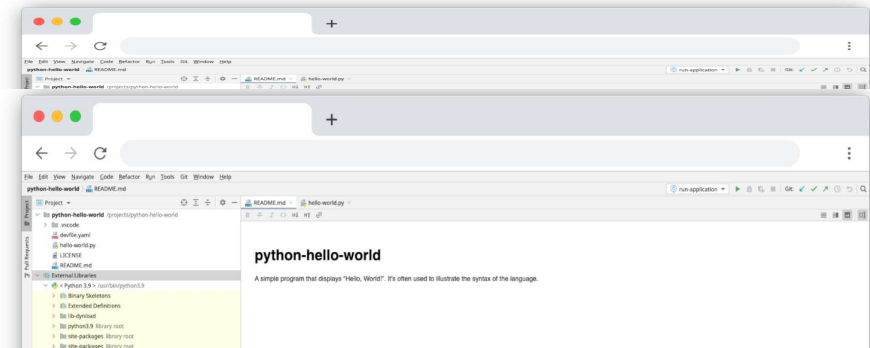 File Edit View Navigate Code Refactor Run Tools Git Window Help
python-hello-world README.md run-application Git:
Project README.md hello-world.py
python-hello-world /projects/python-hello-world
File Edit View Navigate Code Refactor Run Tools Git Window Help
python-hello-world README.md run-application Git:
Project Project README.md hello-world.py
python-hello-world /projects/python-hello-world
.vscode
devfile.yaml
hello-world.py
LICENSE
README.md
Pull Requests
External Libraries
< Python 3.9 > /usr/bin/python3.9
Binary Skeletons
Extended Definitions
lib-dynload
python3.9 library root
site-packages library root
site-packages library root
python-hello-world
A simple program that displays "Hello, World!". It's often used to illustrate the syntax of the language.